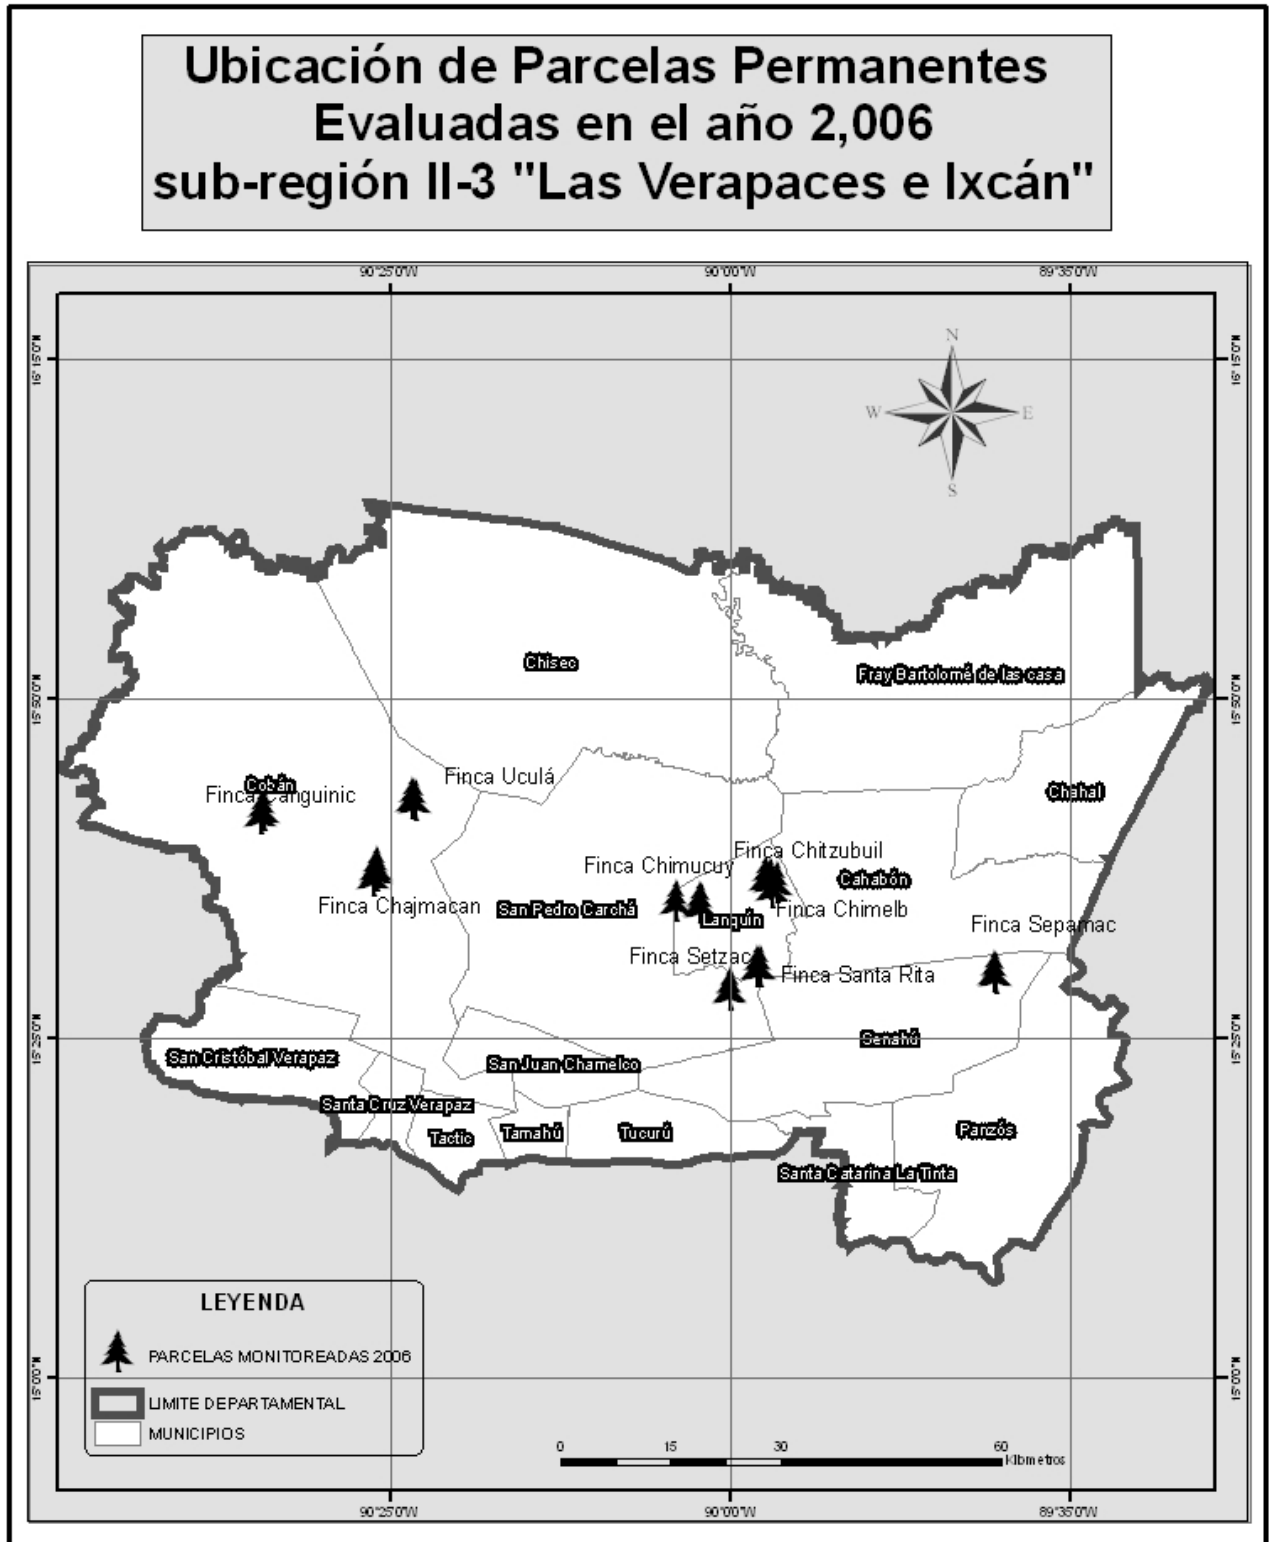 Ubicación de Parcelas Permanentes
Evaluadas en el año 2,006
sub-región II-3 "Las Verapaces e Ixcán"
90°25'0"W 90°0'0"W 89°35'0"W
16°15'0"N 16°15'0"N
N
W E
S
Chisec
Fray Bartolomé de las casa
15°50'0"N 15°50'0"N
Finca Uculá
Cobán
Chahal
Finca
Finca Chitzubuil
Finca Chimucuy
Cahabón
Finca Chajmacan
San Pedro Carchá
Finca Chimelb
Lanquín
Finca Sepamac
Finca Setzac
Finca Santa Rita
15°25'0"N 15°25'0"N
Senahú
San Cristóbal Verapaz
San Juan Chamelco
Santa Cruz Verapaz
Tactic
Tamahú
Tucurú
Panzós
Santa Catarina La Tinta
LEYENDA
PARCELAS MONITOREADAS 2006
LIMITE DEPARTAMENTAL
MUNICIPIOS
15°0'0"N 15°0'0"N
0 15 30 60
Kilometros
90°25'0"W 90°0'0"W 89°35'0"W